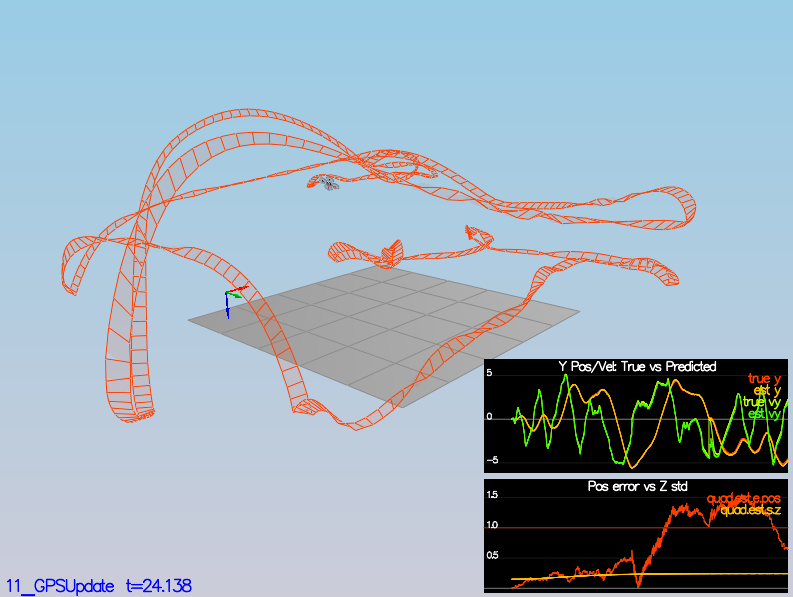 Y Pos/Vel: True vs Predicted
5
true y
est y
true vy
est vy
0
-5
Pos error vs Z std
1.5
quad.est.e.pos
quad.est.s.z
1.0
0.5
11_GPSUpdate t=24.138